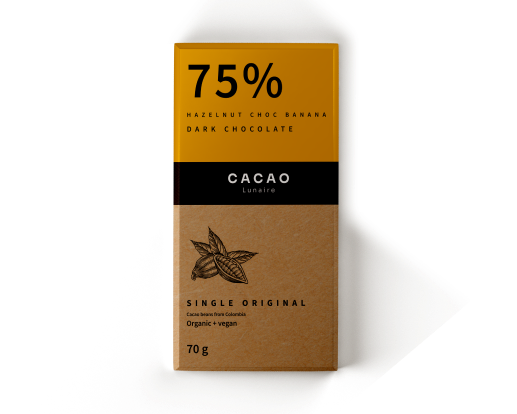 75%
HAZELNUT CHOC BANANA
DARK CHOCOLATE
CACAO
Lunaire
SINGLE ORIGINAL
Cacao beans from Colombia
Organic + vegan
70 g